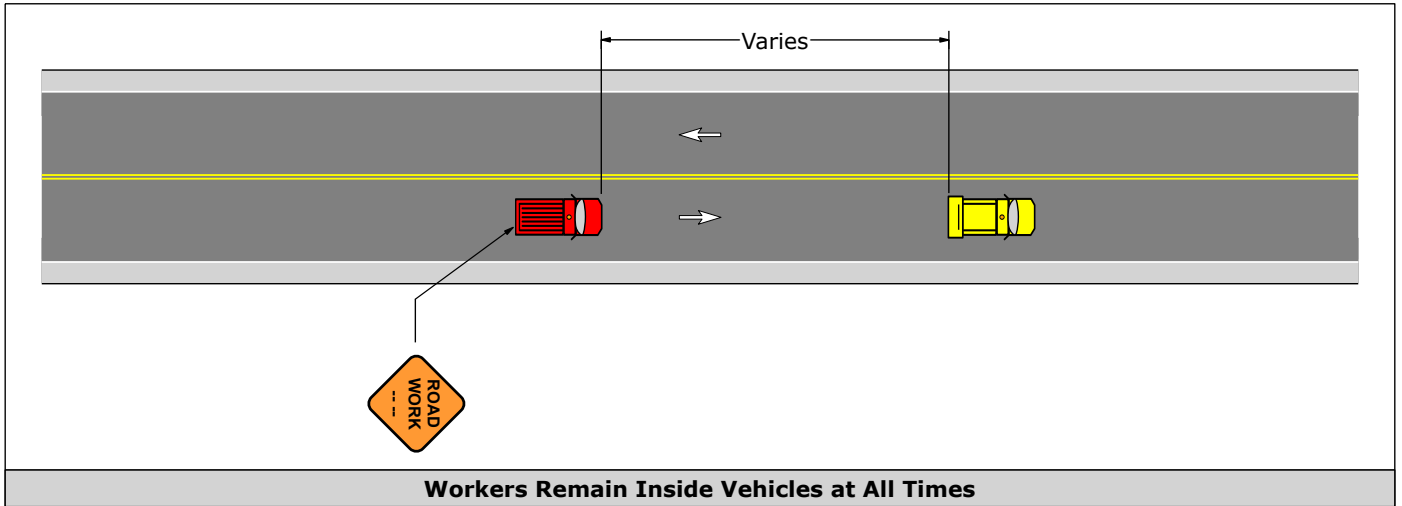 Varies
ROAD
WORK
-- --
Workers Remain Inside Vehicles at All Times